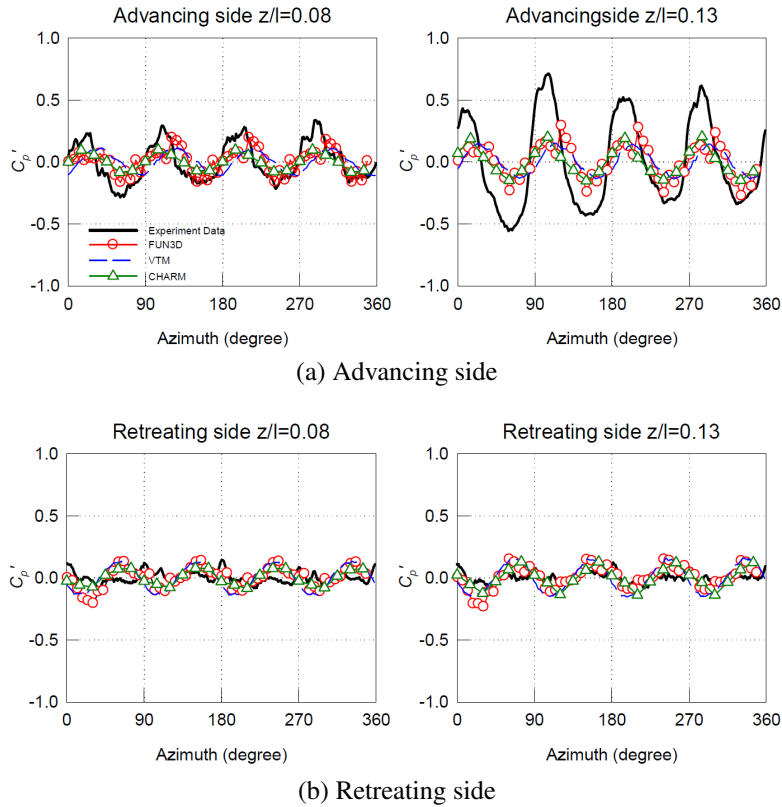 Advancing side z/l=0.08
Advancingside z/l=0.13
1.0
0.5
0.0
-0.5
-1.0
Cp'
Experiment Data
FUN3D
VTM
CHARM
0 90 180 270 360
Azimuth (degree)
1.0
0.5
0.0
-0.5
-1.0
Cp'
0 90 180 270 360
Azimuth (degree)
(a) Advancing side
Retreating side z/l=0.08
Retreating side z/l=0.13
1.0
0.5
0.0
-0.5
-1.0
Cp'
0 90 180 270 360
Azimuth (degree)
1.0
0.5
0.0
-0.5
-1.0
Cp'
0 90 180 270 360
Azimuth (degree)
(b) Retreating side